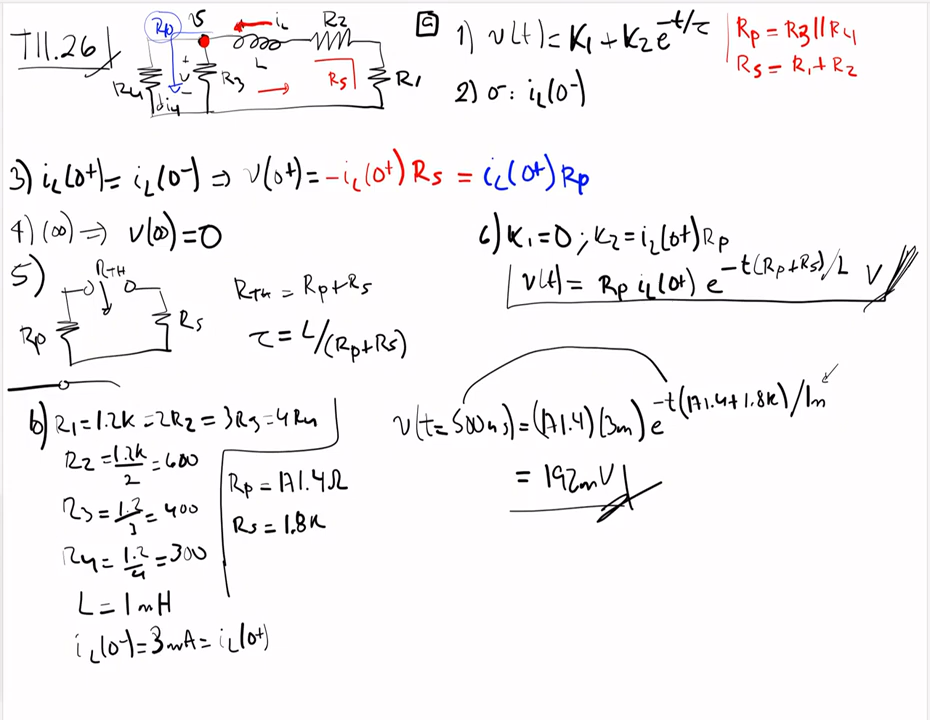 T11.26
Rp
v
iL
R2
L
+
v
-
R3
R4
Rs
R1
di4
a
1) v(t) = K1 + K2 e^-t/τ
Rp = R3 || R4
Rs = R1 + R2
2) σ: iL(0-)
3) iL(0+) = iL(0-) ⇒ v(0+) = -iL(0+) Rs = iL(0+) Rp
4) (∞) ⇒ v(∞) = 0
5)
RTH
Rp
Rs
RTH = Rp + Rs
τ = L/(Rp + Rs)
6) K1 = 0 ; K2 = iL(0+) Rp
v(t) = Rp iL(0+) e^-t(Rp+Rs)/L V
b) R1 = 1.2k = 2R2 = 3R3 = 4R4
R2 = 1.2k/2 = 600
R3 = 1.2/3 = 400
R4 = 1.2/4 = 300
L = 1mH
iL(0-) = 3mA = iL(0+)
Rp = 171.4Ω
Rs = 1.8k
v(t = 500ns) = (171.4)(3m) e^-t(171.4+1.8k)/1m
= 192mV